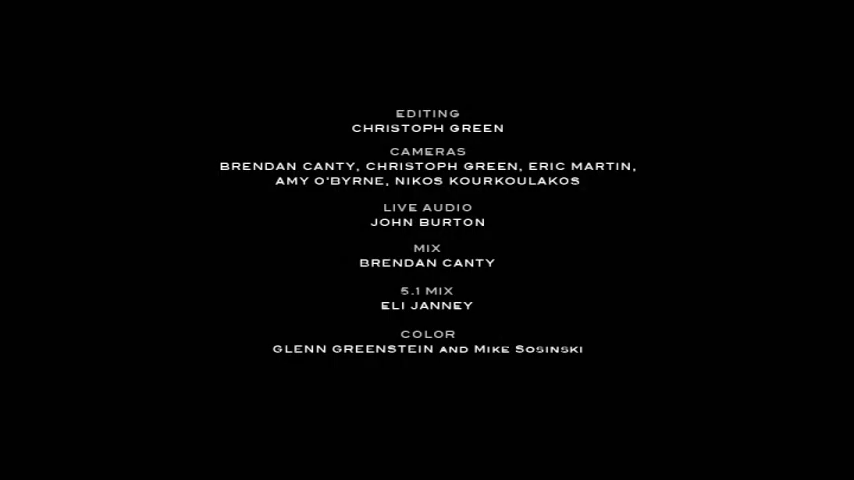 EDITING
CHRISTOPH GREEN
CAMERAS
BRENDAN CANTY, CHRISTOPH GREEN, ERIC MARTIN,
AMY O'BYRNE, NIKOS KOURKOULAKOS
LIVE AUDIO
JOHN BURTON
MIX
BRENDAN CANTY
5.1 MIX
ELI JANNEY
COLOR
GLENN GREENSTEIN AND MIKE SOSINSKI